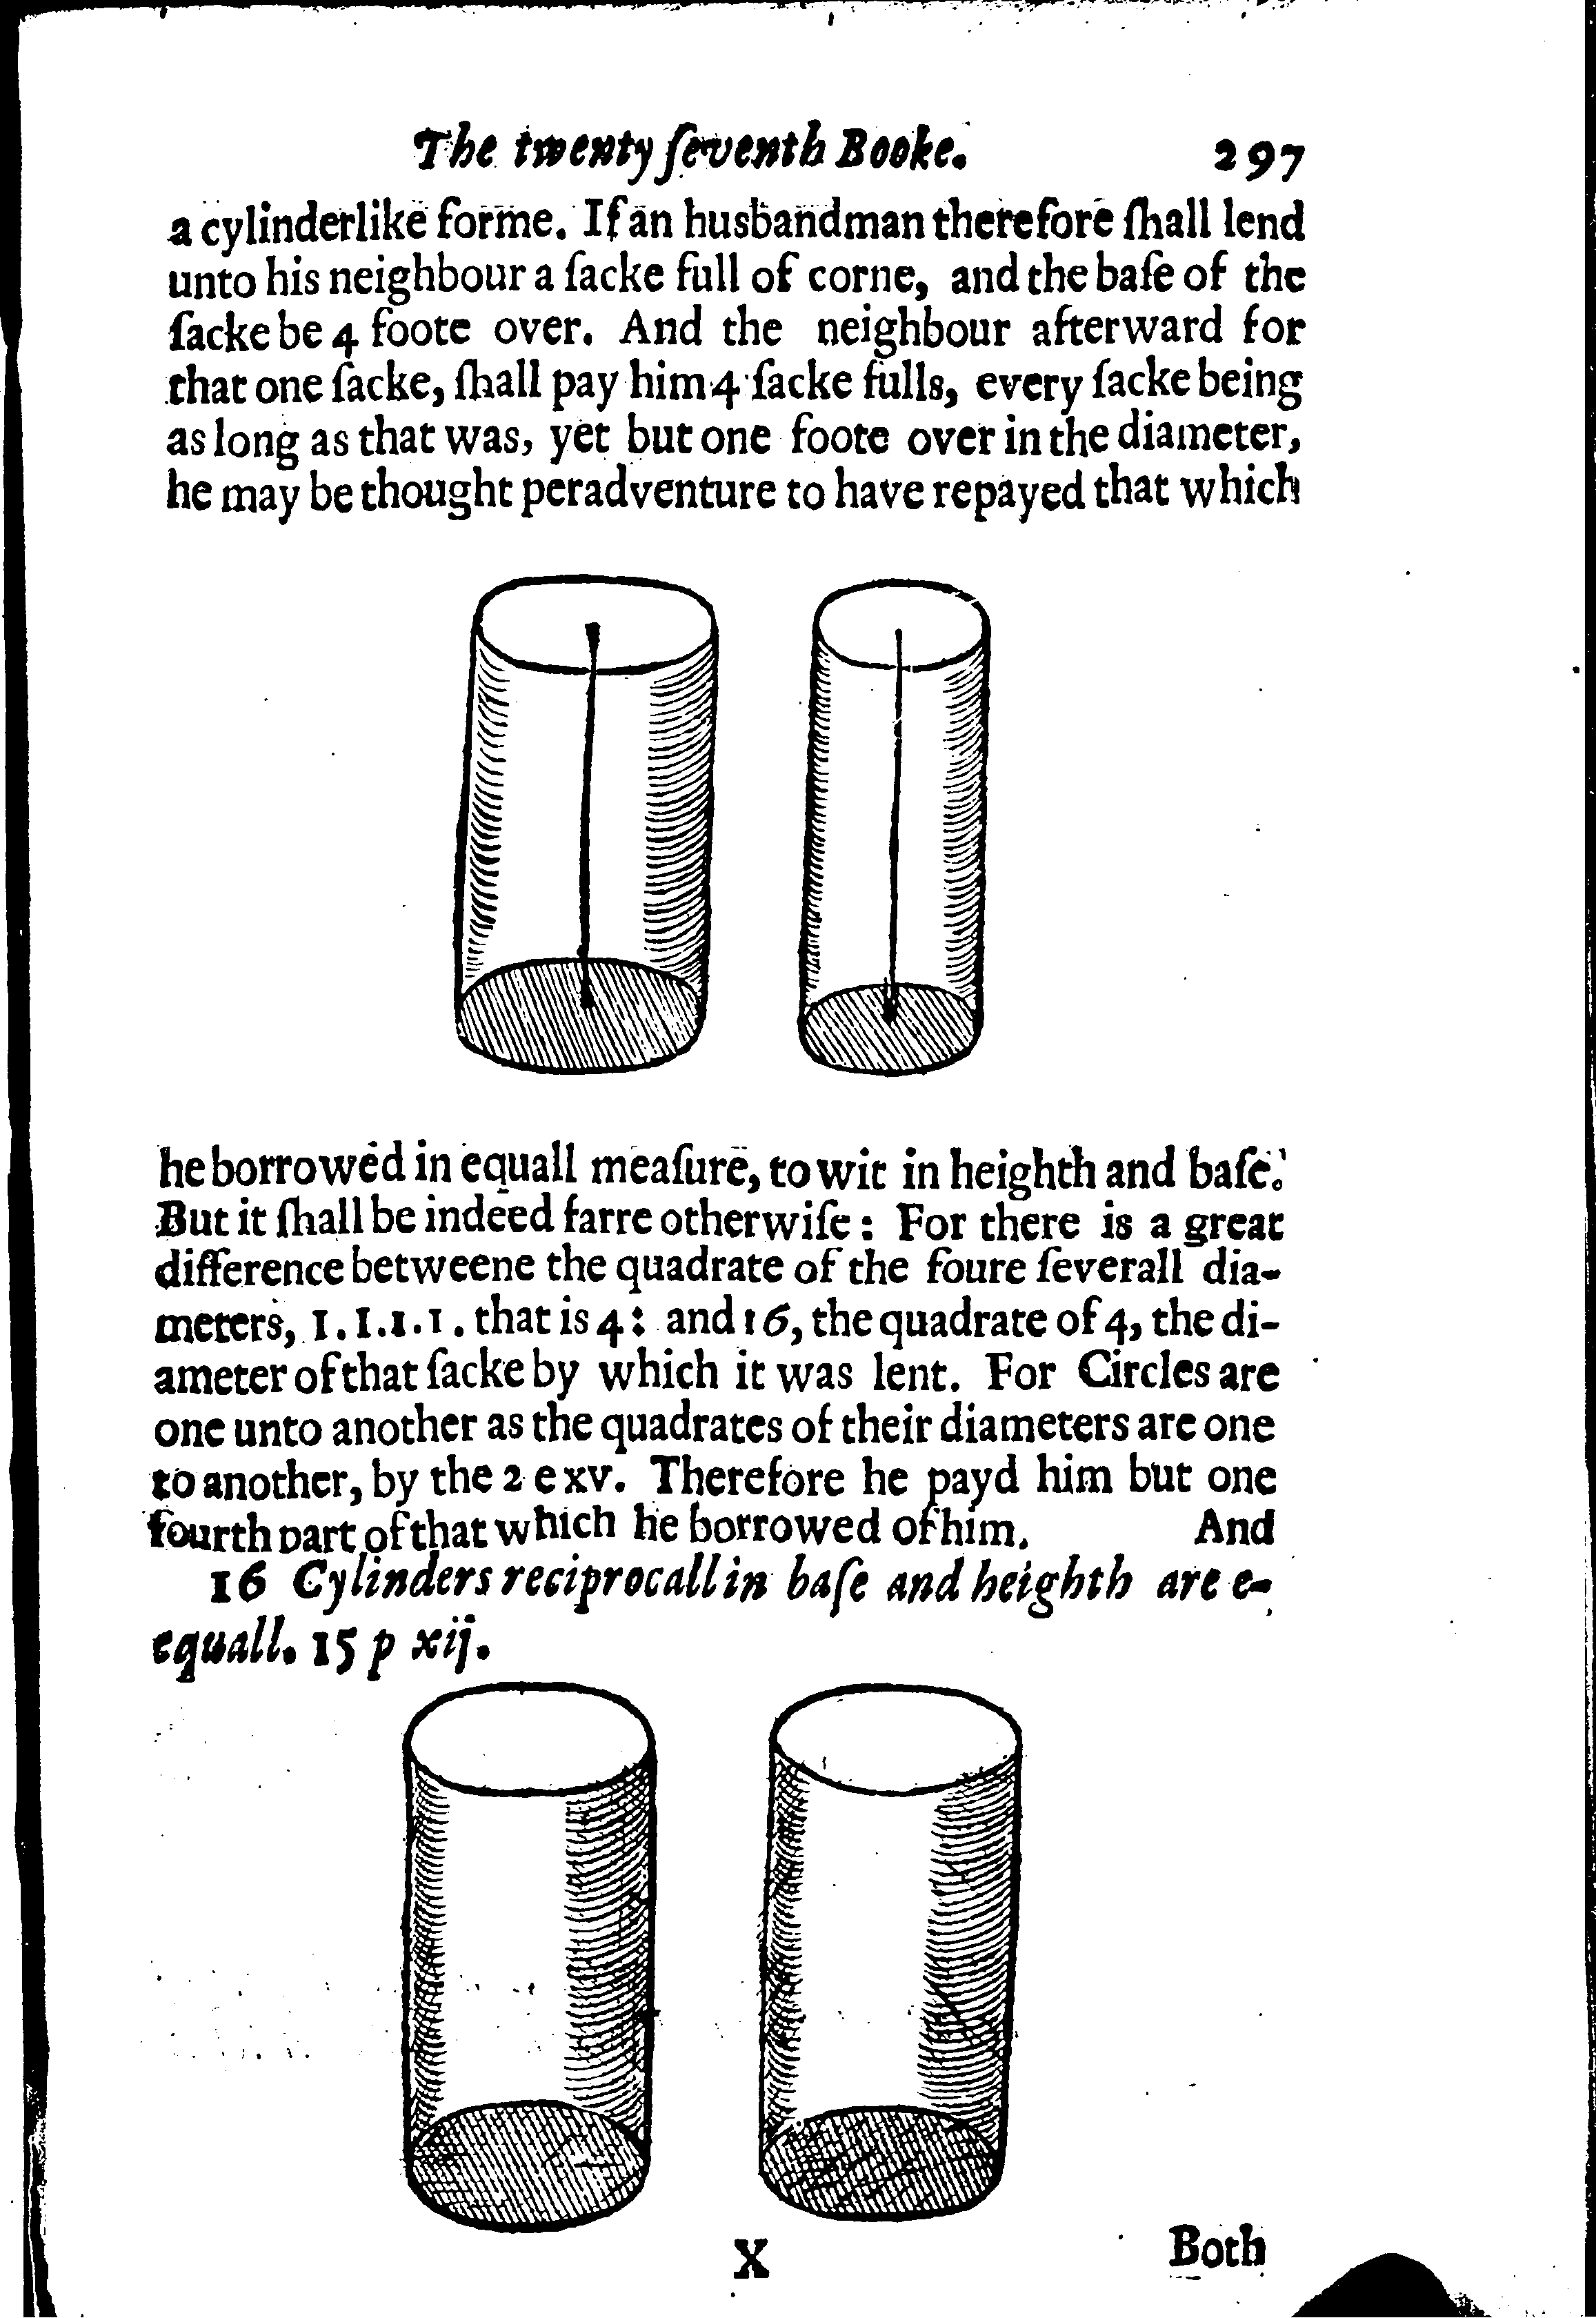 The twenty ſeventh Booke. 297
a cylinderlike forme. If an husbandman therefore ſhall lend
unto his neighbour a ſacke full of corne, and the baſe of the
ſacke be 4 foote over. And the neighbour afterward for
that one ſacke, ſhall pay him 4 ſacke fulls, every ſacke being
as long as that was, yet but one foote over in the diameter,
he may be thought peradventure to have repayed that which
he borrowed in equall meaſure, to wit in heighth and baſe.
But it ſhall be indeed farre otherwiſe: For there is a great
difference betweene the quadrate of the foure ſeverall dia-
meters, 1.1.1.1. that is 4: and 16, the quadrate of 4, the di-
ameter of that ſacke by which it was lent. For Circles are
one unto another as the quadrates of their diameters are one
to another, by the 2 e xv. Therefore he payd him but one
fourth part of that which he borrowed of him. And
16 Cylinders reciprocall in baſe and heighth are e-
equall. 15 p xij.
X Both